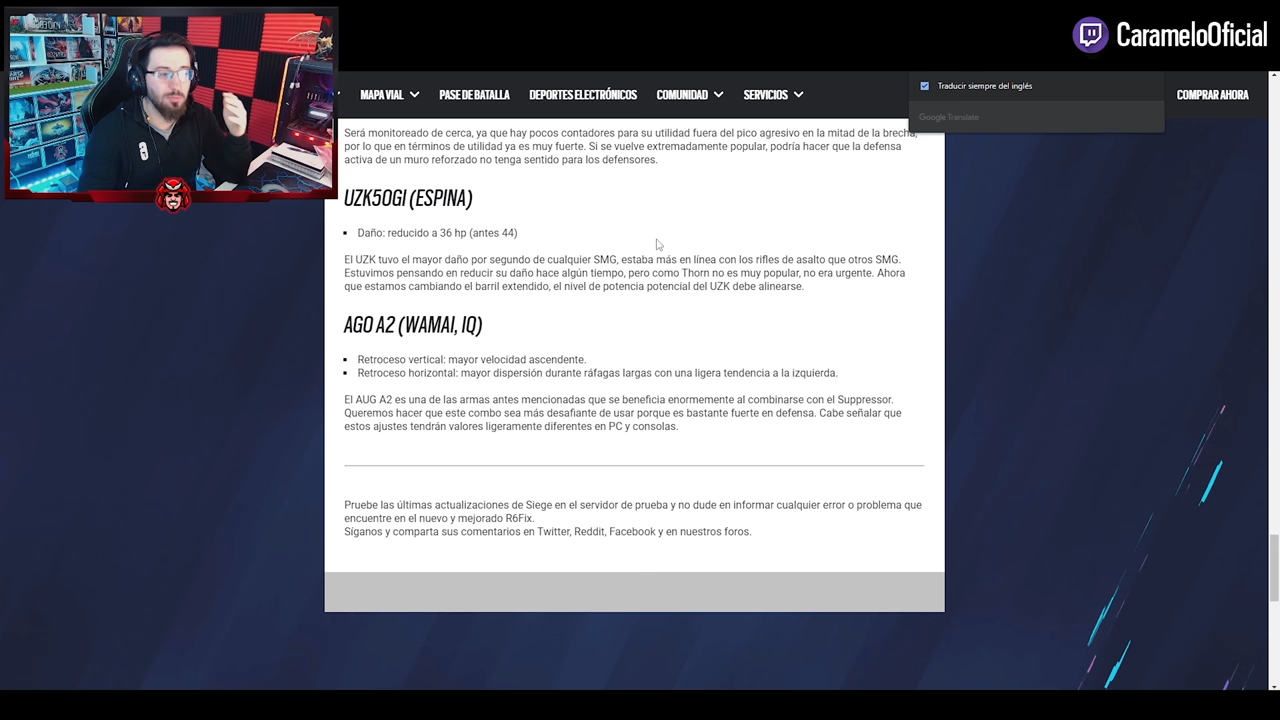 CarameloOficial
MAPA VIAL
PASE DE BATALLA
DEPORTES ELECTRÓNICOS
COMUNIDAD
SERVICIOS
Traducir siempre del inglés
Google Translate
COMPRAR AHORA
Será monitoreado de cerca, ya que hay pocos contadores para su utilidad fuera del pico agresivo en la mitad de la brecha,
por lo que en términos de utilidad ya es muy fuerte. Si se vuelve extremadamente popular, podría hacer que la defensa
activa de un muro reforzado no tenga sentido para los defensores.
UZK50GI (ESPINA)
Daño: reducido a 36 hp (antes 44)
El UZK tuvo el mayor daño por segundo de cualquier SMG, estaba más en línea con los rifles de asalto que otros SMG.
Estuvimos pensando en reducir su daño hace algún tiempo, pero como Thorn no es muy popular, no era urgente. Ahora
que estamos cambiando el barril extendido, el nivel de potencia potencial del UZK debe alinearse.
AGO A2 (WAMAI, IQ)
Retroceso vertical: mayor velocidad ascendente.
Retroceso horizontal: mayor dispersión durante ráfagas largas con una ligera tendencia a la izquierda.
El AUG A2 es una de las armas antes mencionadas que se beneficia enormemente al combinarse con el Suppressor.
Queremos hacer que este combo sea más desafiante de usar porque es bastante fuerte en defensa. Cabe señalar que
estos ajustes tendrán valores ligeramente diferentes en PC y consolas.
Pruebe las últimas actualizaciones de Siege en el servidor de prueba y no dude en informar cualquier error o problema que
encuentre en el nuevo y mejorado R6Fix.
Síganos y comparta sus comentarios en Twitter, Reddit, Facebook y en nuestros foros.